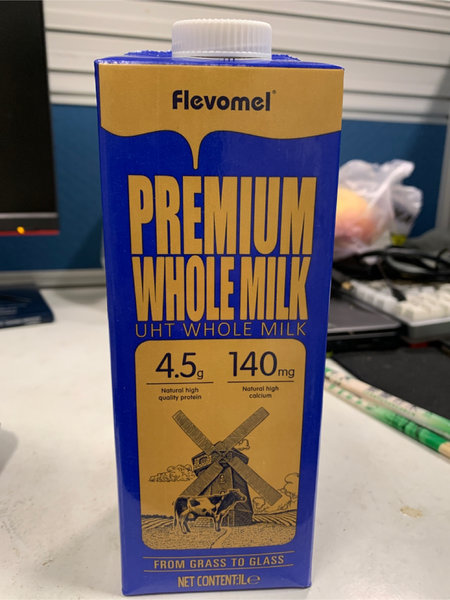 Flevomel®
PREMIUM
WHOLE MILK
UHT WHOLE MILK
4.5g 140mg
Natural high Natural high
quality protein calcium
FROM GRASS TO GLASS
NET CONTENT:1L℮